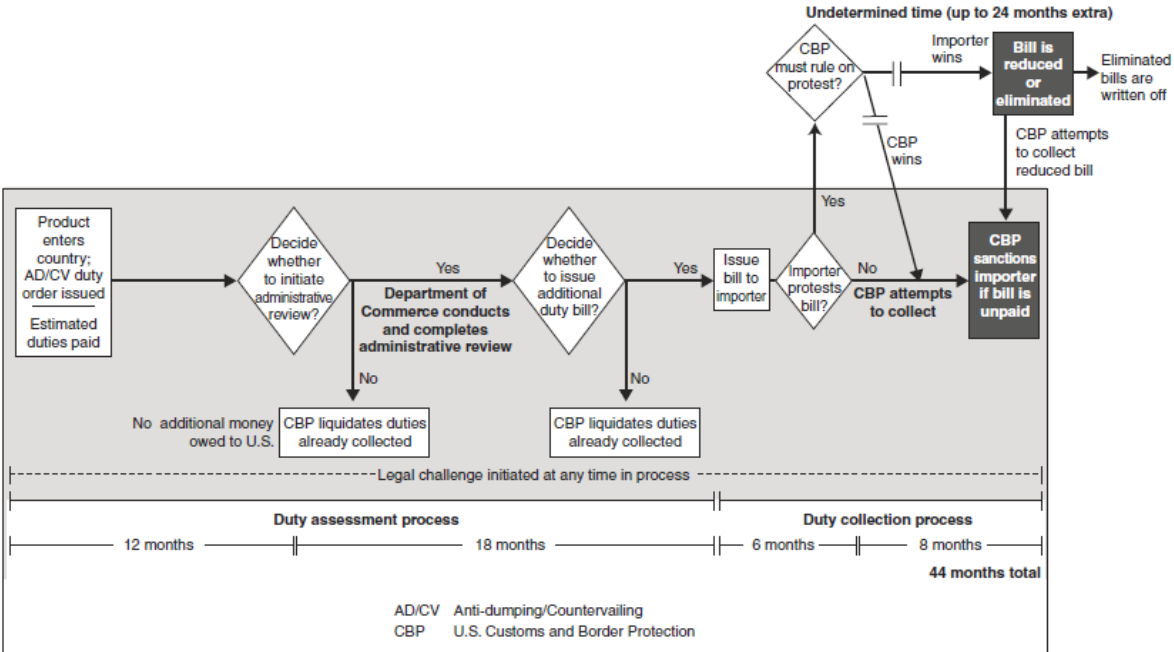 Undetermined time (up to 24 months extra)
CBP
must rule on
protest?
Importer
wins
Bill is
reduced
or
eliminated
Eliminated
bills are
written off
CBP
wins
CBP attempts
to collect
reduced bill
Yes
Product
enters
country;
AD/CV duty
order issued
Estimated
duties paid
Decide
whether
to initiate
administrative
review?
Yes
Department of
Commerce conducts
and completes
administrative review
Decide
whether
to issue
additional
duty bill?
Yes
Issue
bill to
importer
Importer
protests
bill?
No
CBP attempts
to collect
CBP
sanctions
importer
if bill is
unpaid
No
No
No additional money
owed to U.S.
CBP liquidates duties
already collected
CBP liquidates duties
already collected
Legal challenge initiated at any time in process
Duty assessment process
Duty collection process
12 months
18 months
6 months
8 months
44 months total
AD/CV Anti-dumping/Countervailing
CBP U.S. Customs and Border Protection